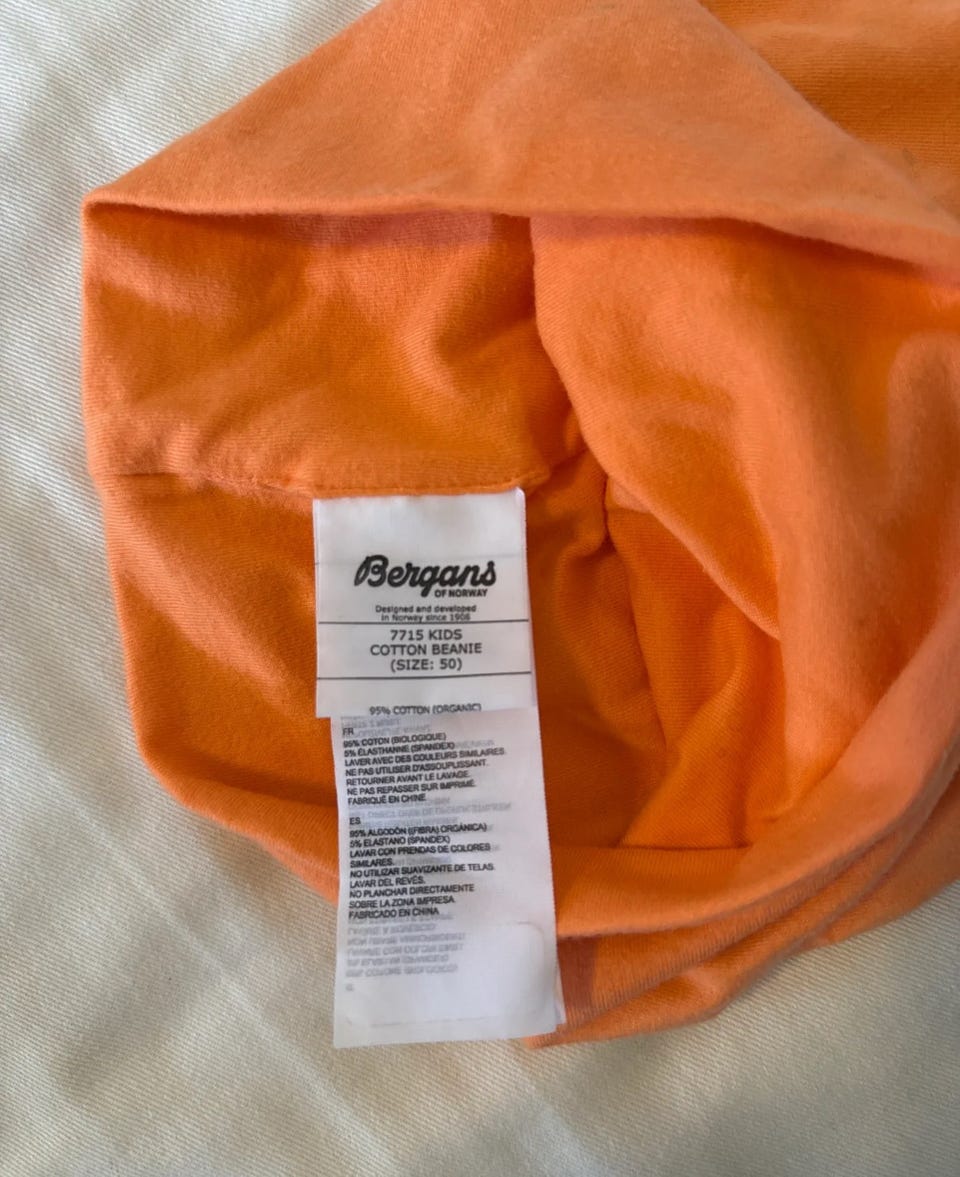 Bergans
OF NORWAY
Designed and developed
in Norway since 1908
7715 KIDS
COTTON BEANIE
(SIZE: 50)
95% COTTON (ORGANIC)
FR
95% COTON (BIOLOGIQUE)
5% ÉLASTHANNE (SPANDEX)
LAVER AVEC DES COULEURS SIMILAIRES.
NE PAS UTILISER D'ASSOUPLISSANT.
RETOURNER AVANT LE LAVAGE.
NE PAS REPASSER SUR IMPRIMÉ.
FABRIQUÉ EN CHINE
ES
95% ALGODÓN ((FIBRA) ORGÁNICA)
5% ELASTANO (SPANDEX)
LAVAR CON PRENDAS DE COLORES
SIMILARES.
NO UTILIZAR SUAVIZANTE DE TELAS.
LAVAR DEL REVÉS.
NO PLANCHAR DIRECTAMENTE
SOBRE LA ZONA IMPRESA.
FABRICADO EN CHINA